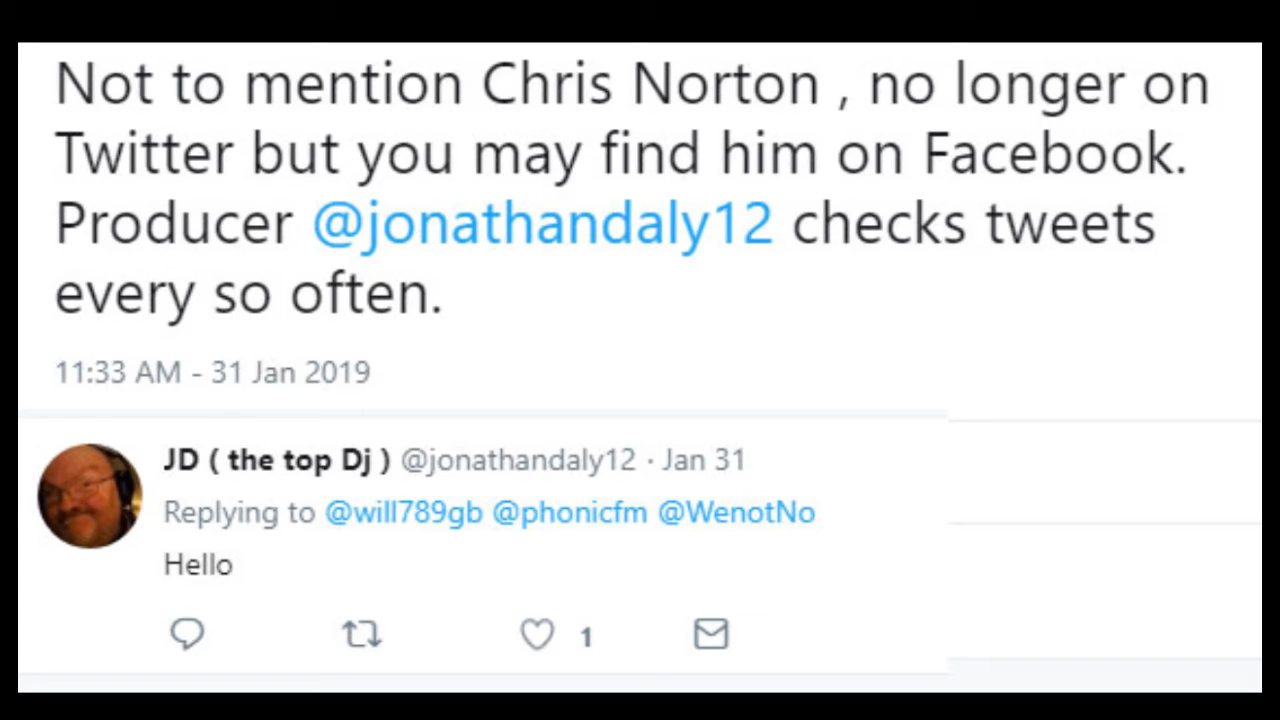 Not to mention Chris Norton , no longer on
Twitter but you may find him on Facebook.
Producer @jonathandaly12 checks tweets
every so often.
11:33 AM - 31 Jan 2019
JD ( the top Dj ) @jonathandaly12 · Jan 31
Replying to @will789gb @phonicfm @WenotNo
Hello
1